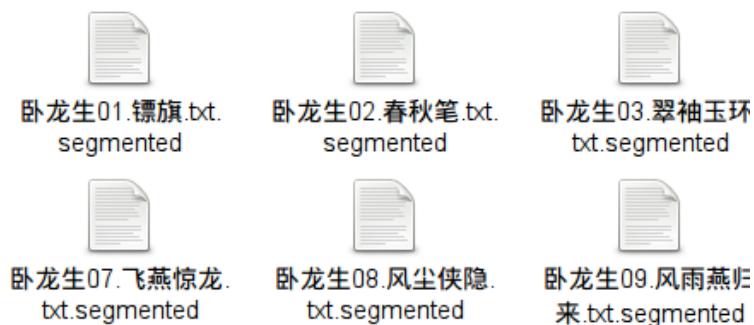 卧龙生01.镖旗.txt.
segmented
卧龙生02.春秋笔.txt.
segmented
卧龙生03.翠袖玉环
txt.segmented
卧龙生07.飞燕惊龙.
txt.segmented
卧龙生08.风尘侠隐.
txt.segmented
卧龙生09.风雨燕归
来.txt.segmented